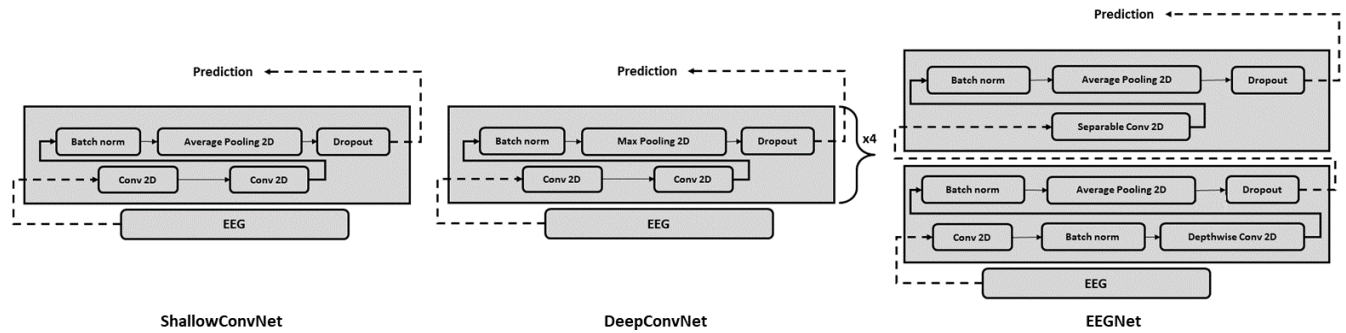 Prediction
Batch norm
Average Pooling 2D
Dropout
Conv 2D
Conv 2D
EEG
ShallowConvNet
Prediction
Batch norm
Max Pooling 2D
Dropout
x4
Conv 2D
Conv 2D
EEG
DeepConvNet
Prediction
Batch norm
Average Pooling 2D
Dropout
Separable Conv 2D
Batch norm
Average Pooling 2D
Dropout
Conv 2D
Batch norm
Depthwise Conv 2D
EEG
EEGNet